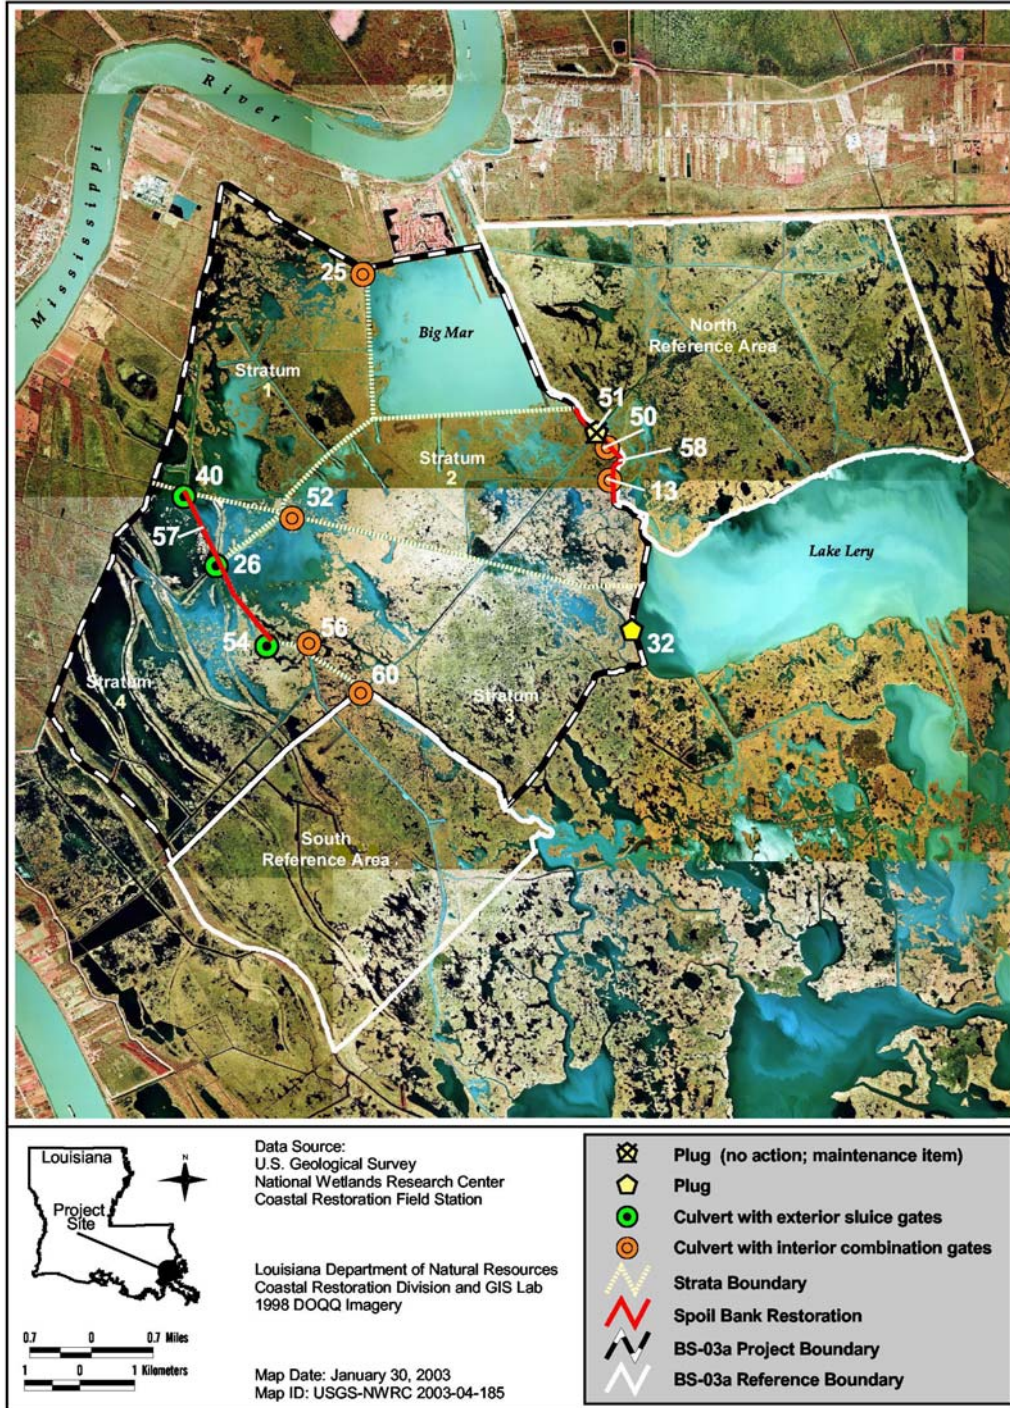 River
Mississippi
25
Big Mar
North
Reference Area
Stratum
1
51
50
58
Stratum
2
13
40
52
57
26
Lake Lery
54
56
32
60
Stratum
4
Stratum
3
South
Reference Area
Louisiana
N
Project
Site
0.7 0 0.7 Miles
1 0 1 Kilometers
Data Source:
U.S. Geological Survey
National Wetlands Research Center
Coastal Restoration Field Station
Louisiana Department of Natural Resources
Coastal Restoration Division and GIS Lab
1998 DOQQ Imagery
Map Date: January 30, 2003
Map ID: USGS-NWRC 2003-04-185
Plug (no action; maintenance item)
Plug
Culvert with exterior sluice gates
Culvert with interior combination gates
Strata Boundary
Spoil Bank Restoration
BS-03a Project Boundary
BS-03a Reference Boundary